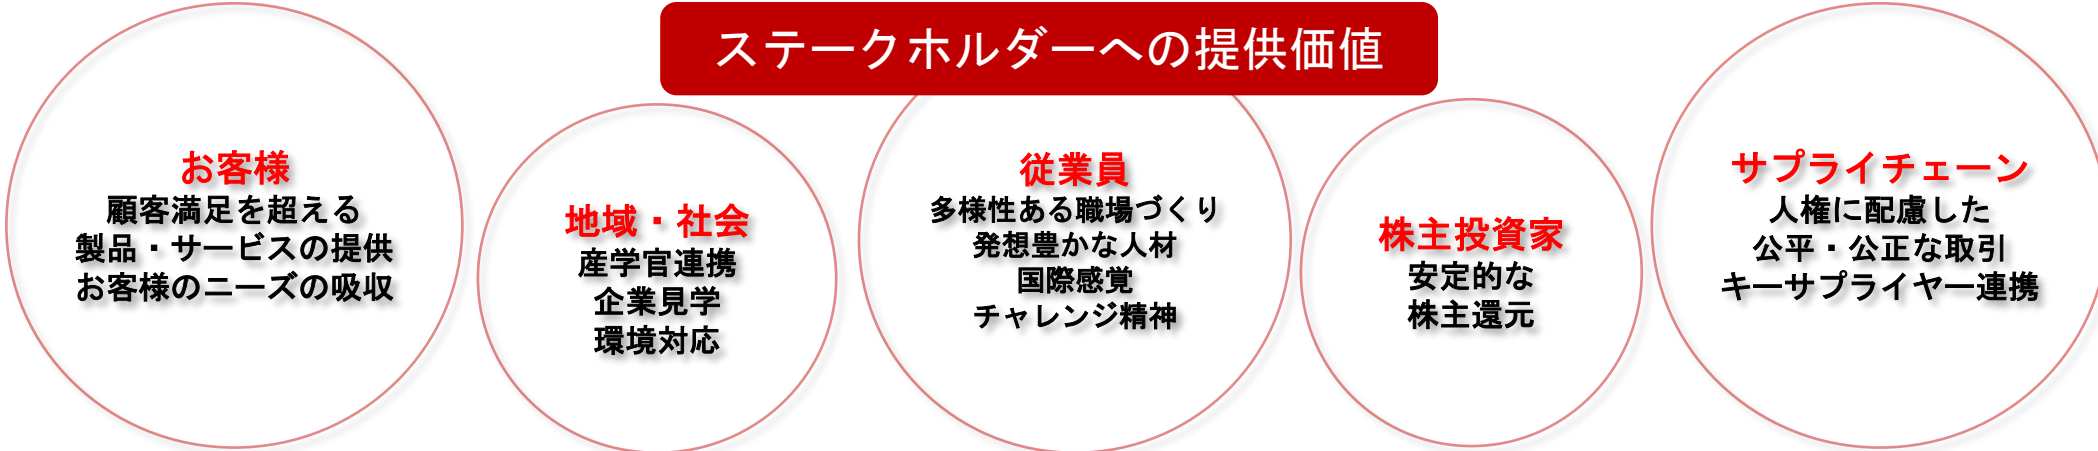 ステークホルダーへの提供価値
お客様
顧客満足を超える
製品・サービスの提供
お客様のニーズの吸収
地域・社会
産学官連携
企業見学
環境対応
従業員
多様性ある職場づくり
発想豊かな人材
国際感覚
チャレンジ精神
株主投資家
安定的な
株主還元
サプライチェーン
人権に配慮した
公平・公正な取引
キーサプライヤー連携